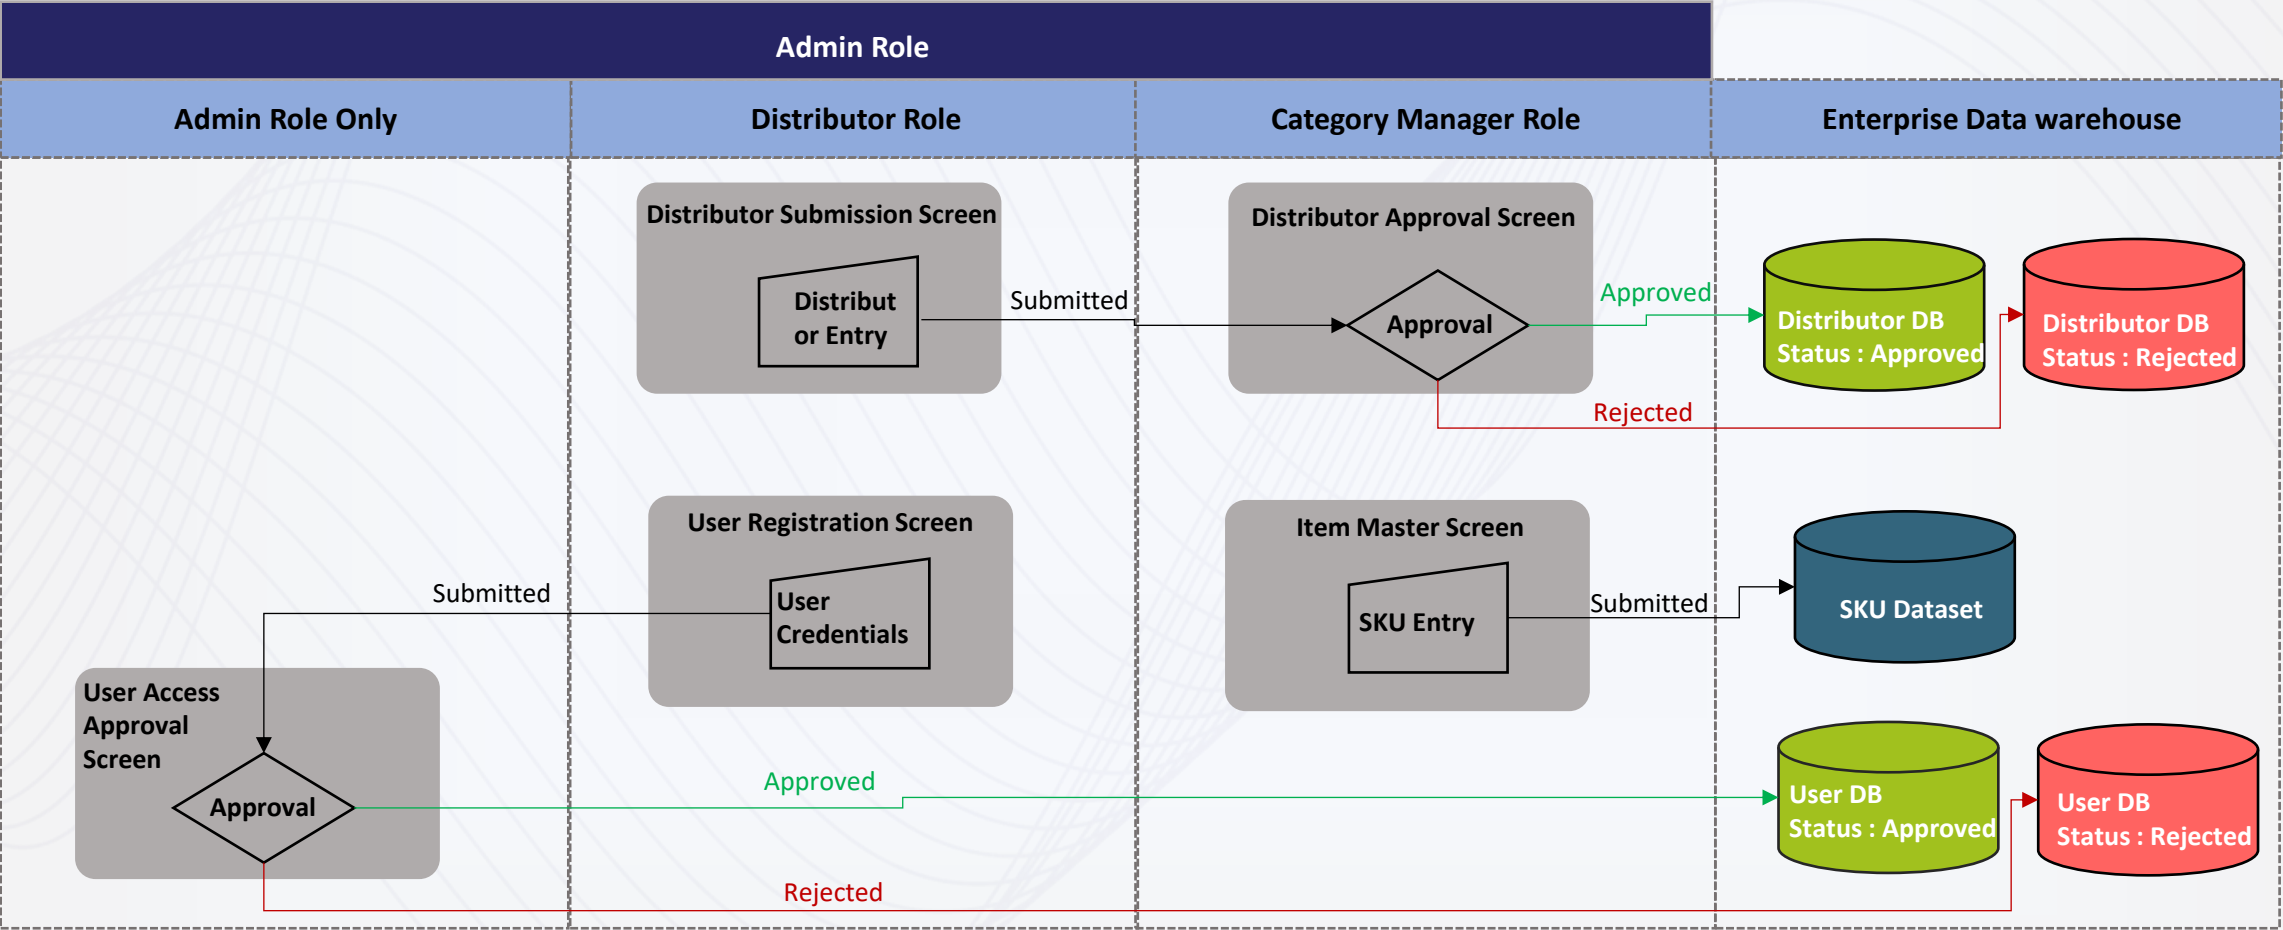 Admin Role
Admin Role Only
Distributor Role
Category Manager Role
Enterprise Data warehouse
Distributor Submission Screen
Distribut
or Entry
Submitted
Distributor Approval Screen
Approval
Approved
Rejected
Distributor DB
Status : Approved
Distributor DB
Status : Rejected
User Registration Screen
User
Credentials
Submitted
Item Master Screen
SKU Entry
Submitted
SKU Dataset
User Access
Approval
Screen
Approval
Approved
Rejected
User DB
Status : Approved
User DB
Status : Rejected